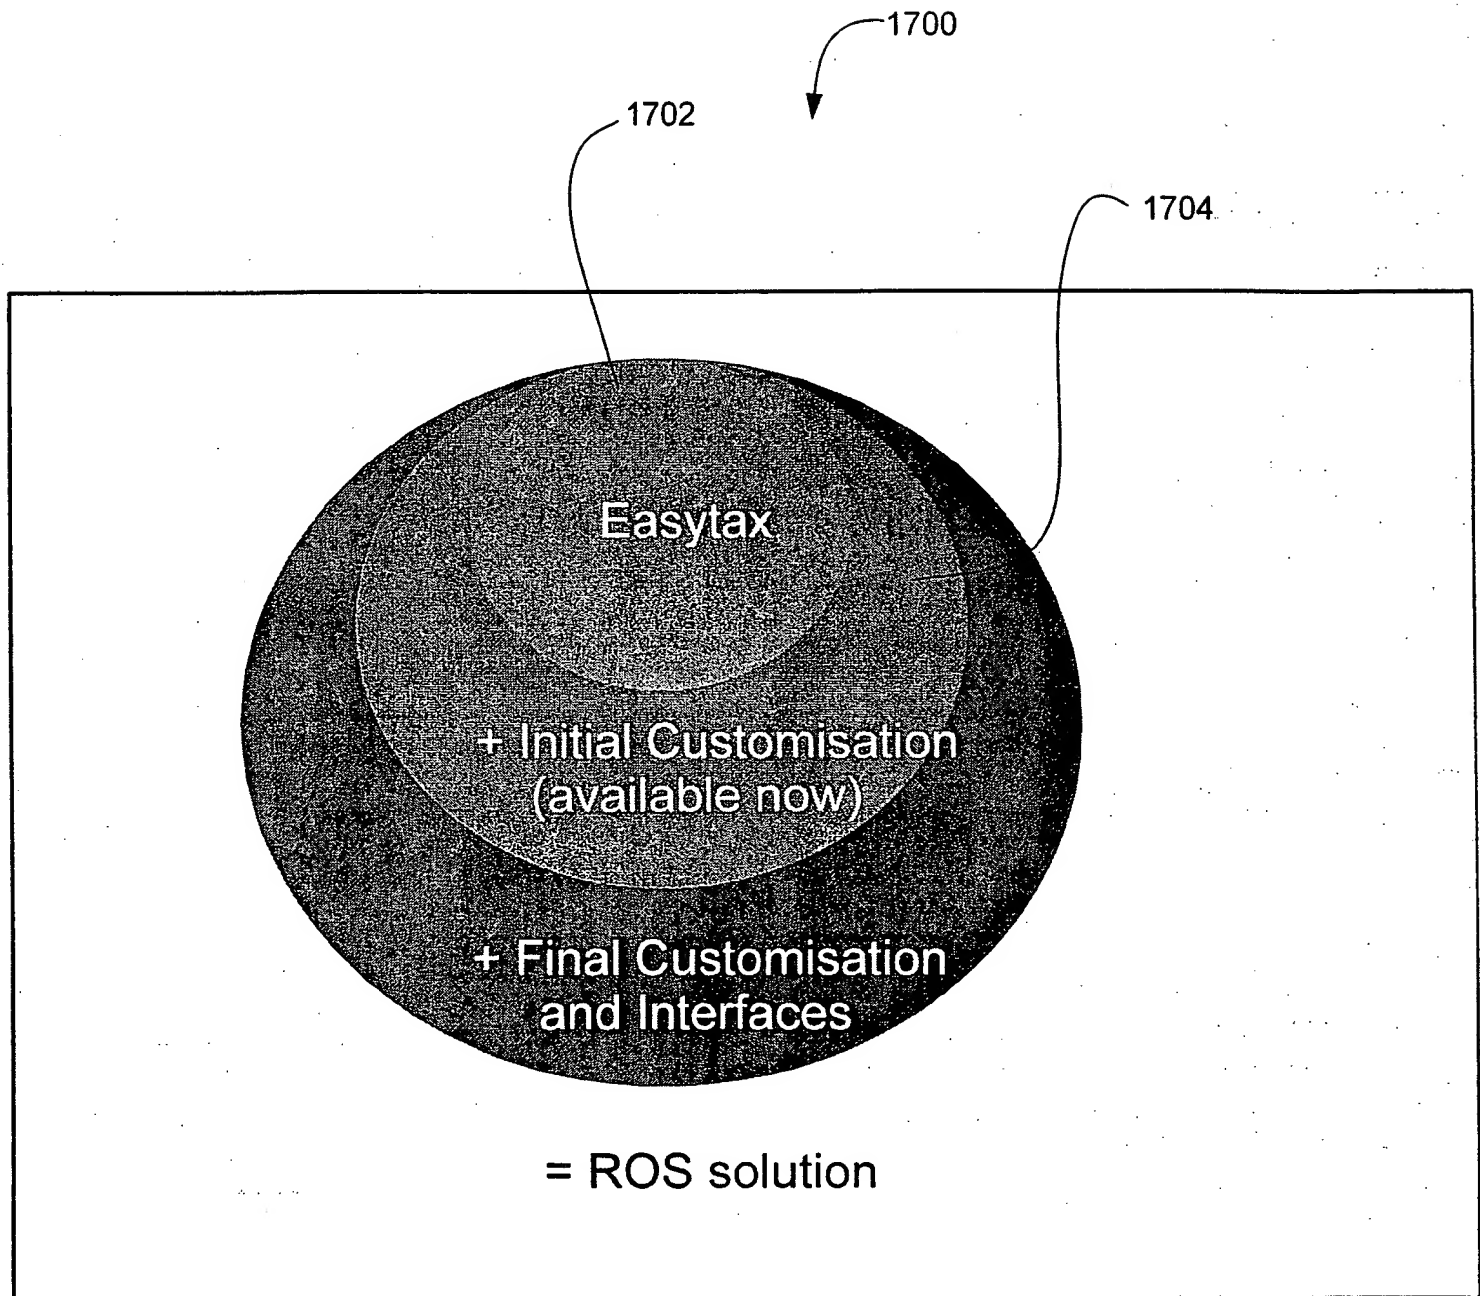 1700
1702
1704
Easytax
+ Initial Customisation
(available now)
+ Final Customisation
and Interfaces
= ROS solution